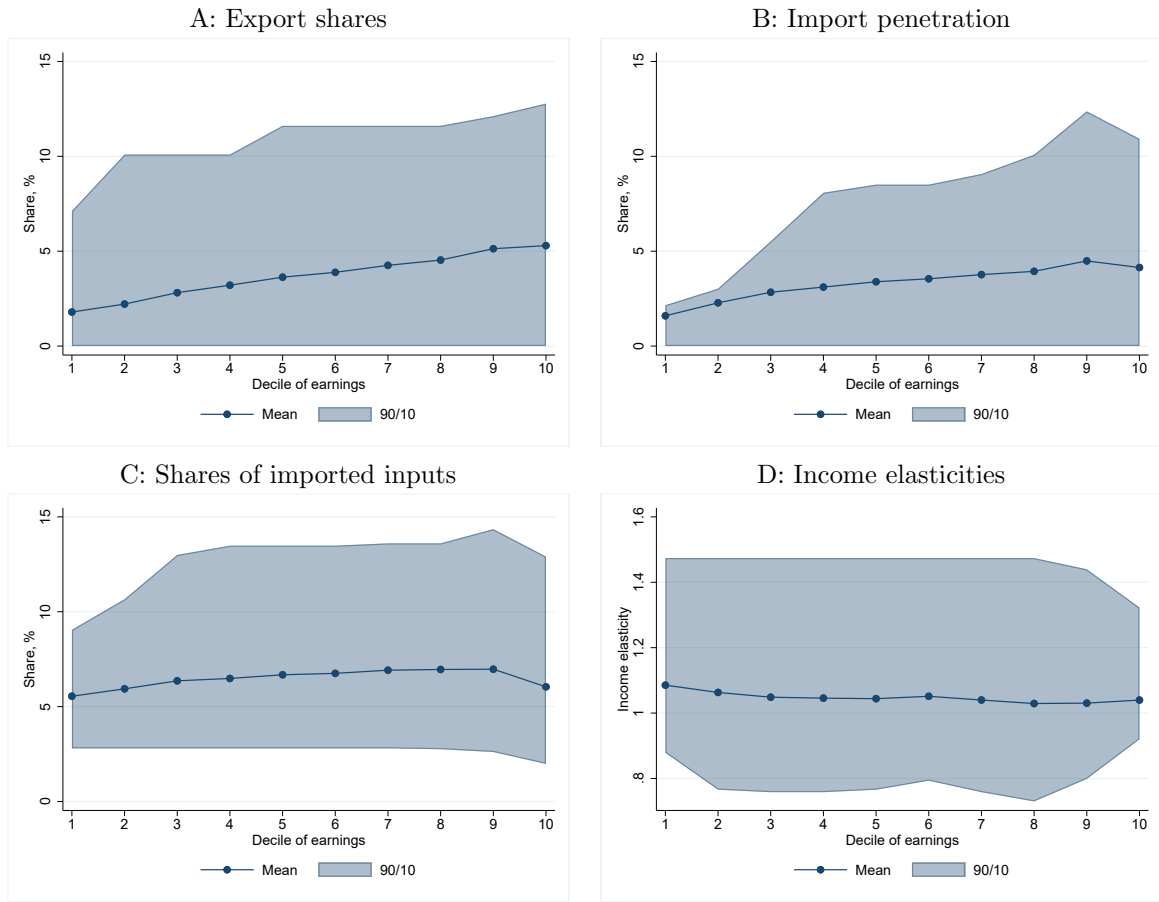 A: Export shares
15
10
5
0
Share, %
1 2 3 4 5 6 7 8 9 10
Decile of earnings
Mean 90/10
B: Import penetration
15
10
5
0
Share, %
1 2 3 4 5 6 7 8 9 10
Decile of earnings
Mean 90/10
C: Shares of imported inputs
15
10
5
0
Share, %
1 2 3 4 5 6 7 8 9 10
Decile of earnings
Mean 90/10
D: Income elasticities
1.6
1.4
1.2
1
.8
Income elasticity
1 2 3 4 5 6 7 8 9 10
Decile of earnings
Mean 90/10